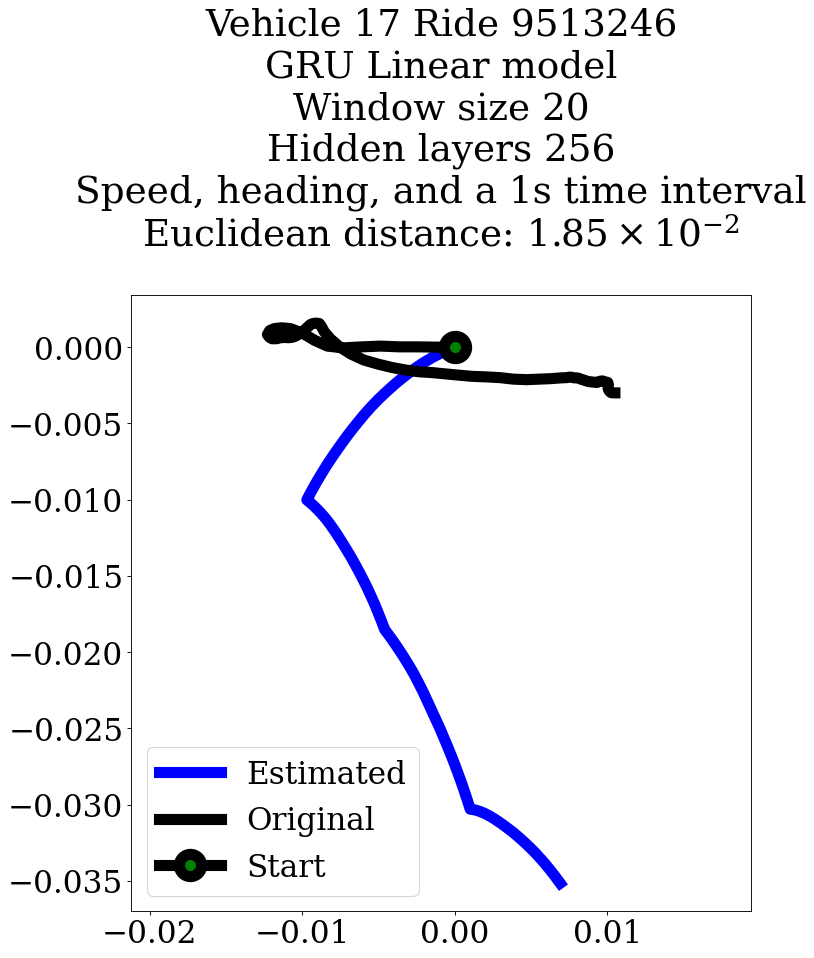 Vehicle 17 Ride 9513246
GRU Linear model
Window size 20
Hidden layers 256
Speed, heading, and a 1s time interval
Euclidean distance: 1.85 × 10⁻²
0.000
−0.005
−0.010
−0.015
−0.020
−0.025
−0.030
−0.035
Estimated
Original
Start
−0.02
−0.01
0.00
0.01